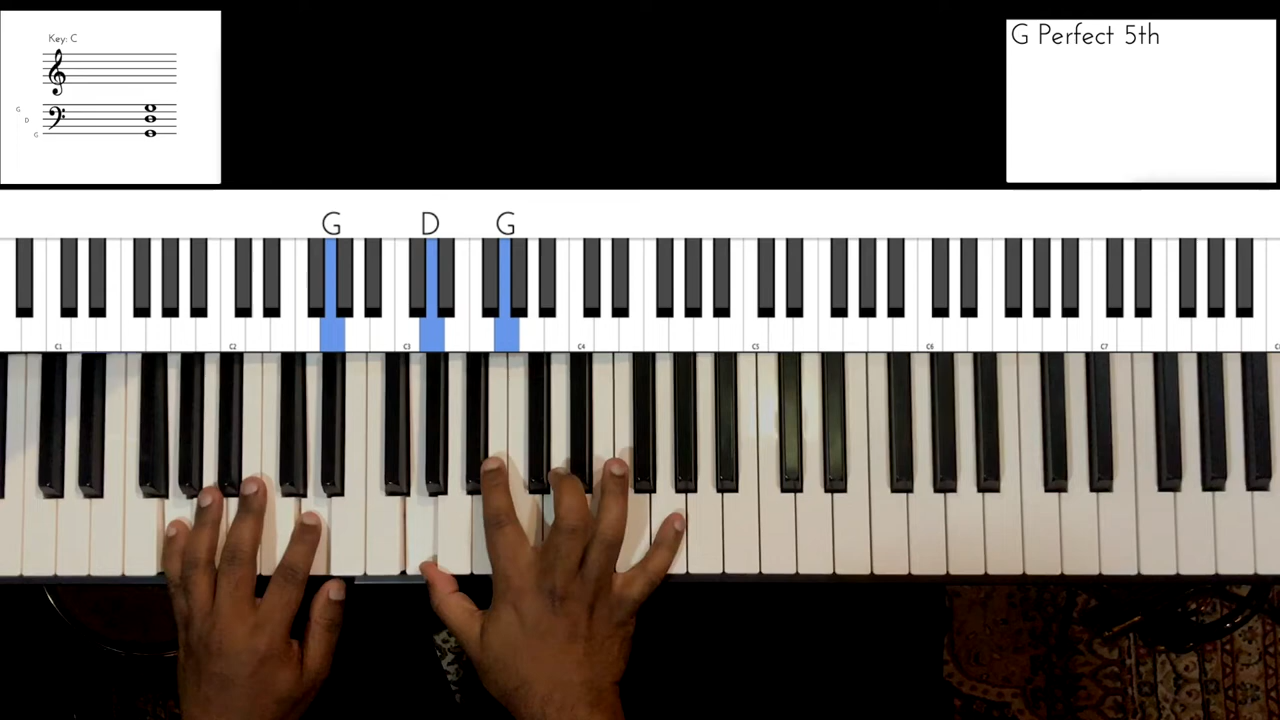 Key: C
G
D
G
G Perfect 5th
G D G
C1 C2 C3 C4 C5 C6 C7